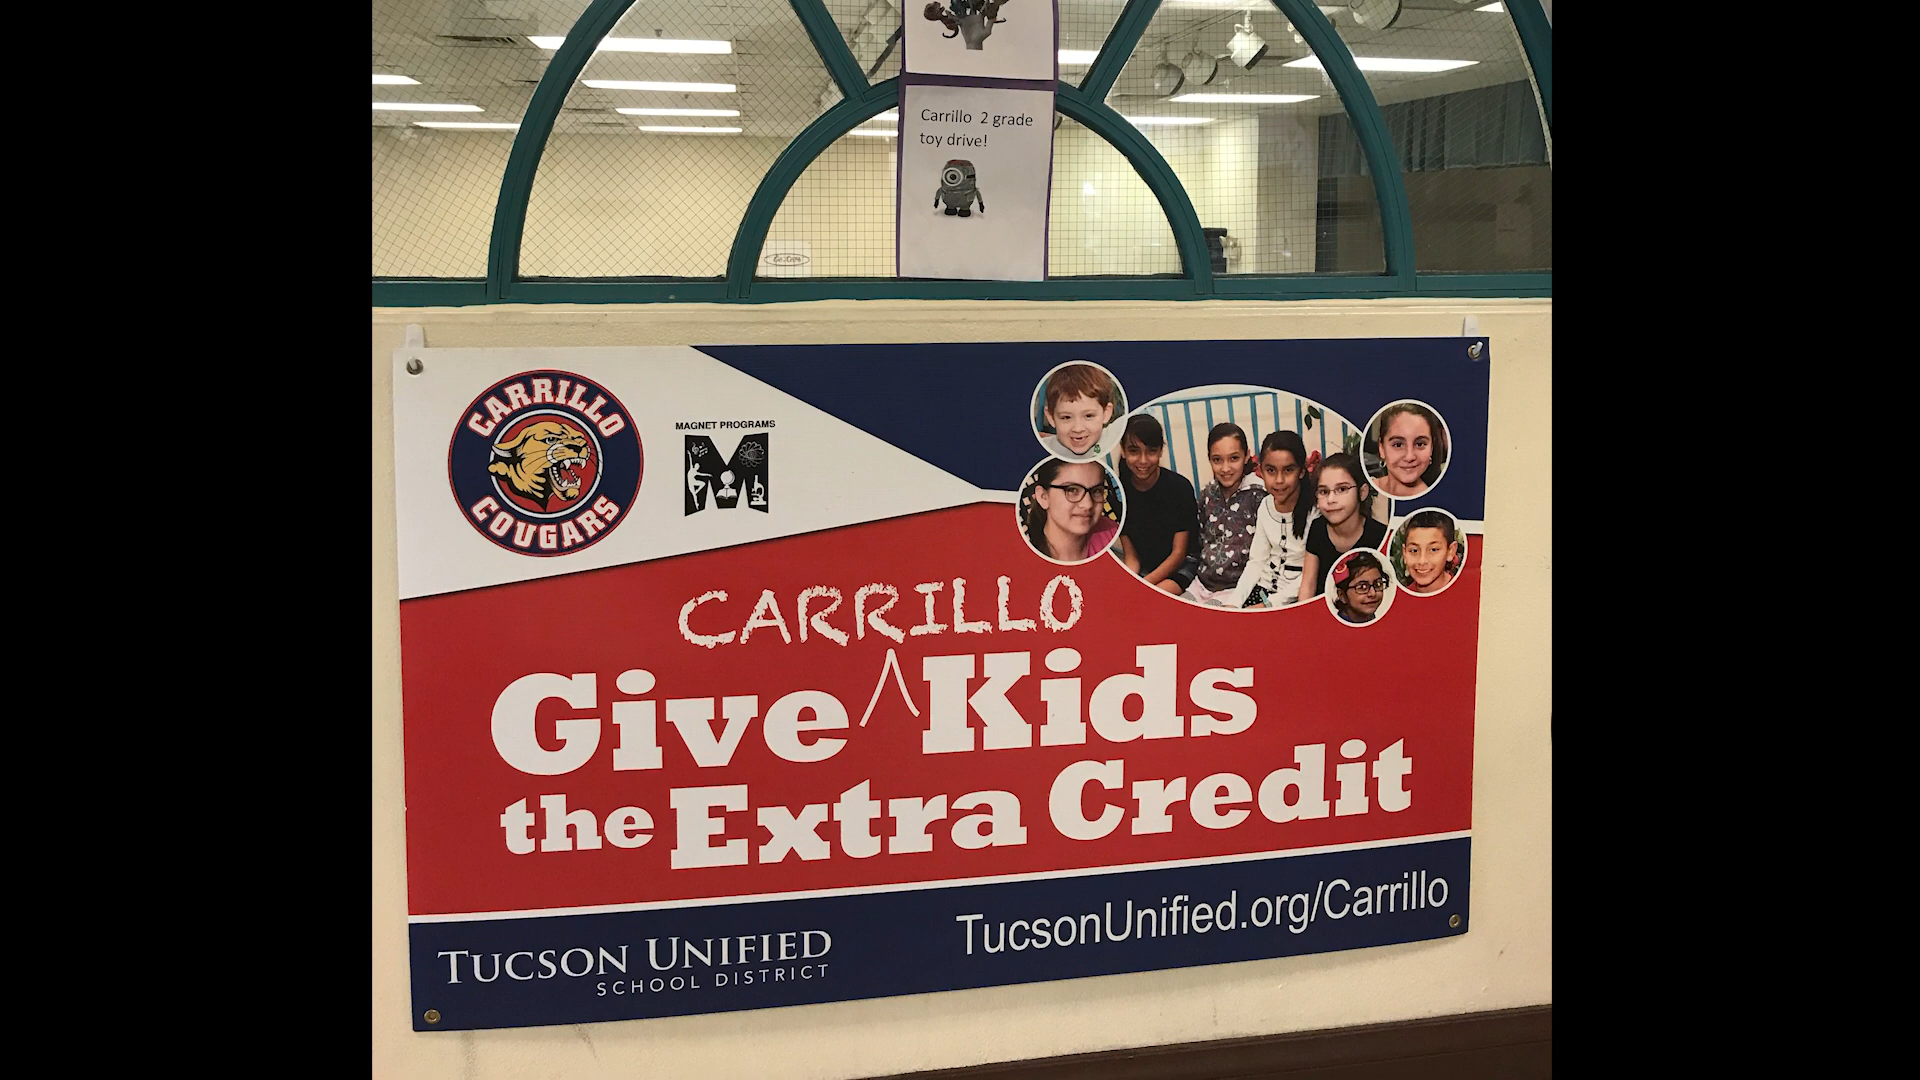 Carrillo 2 grade
toy drive!
CARRILLO
COUGARS
MAGNET PROGRAMS
M
CARRILLO
Give Kids
the Extra Credit
TUCSON UNIFIED
SCHOOL DISTRICT
TucsonUnified.org/Carrillo